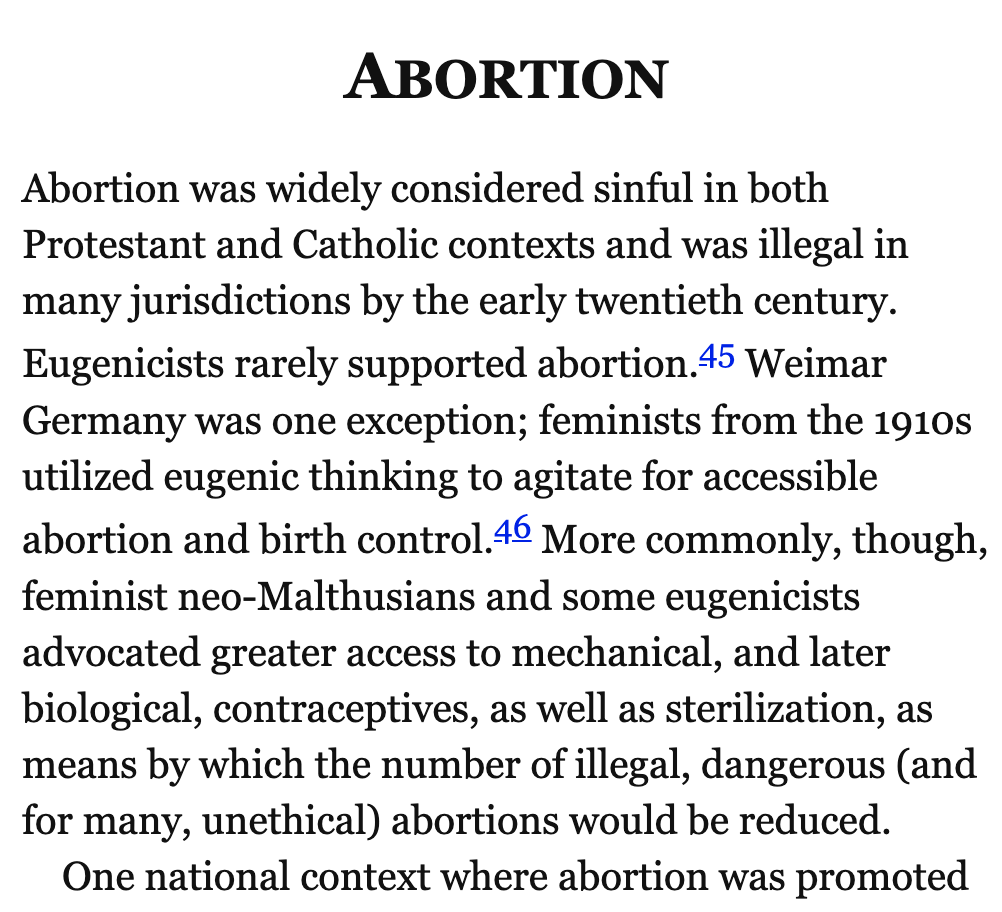 ABORTION
Abortion was widely considered sinful in both
Protestant and Catholic contexts and was illegal in
many jurisdictions by the early twentieth century.
Eugenicists rarely supported abortion.45 Weimar
Germany was one exception; feminists from the 1910s
utilized eugenic thinking to agitate for accessible
abortion and birth control.46 More commonly, though,
feminist neo-Malthusians and some eugenicists
advocated greater access to mechanical, and later
biological, contraceptives, as well as sterilization, as
means by which the number of illegal, dangerous (and
for many, unethical) abortions would be reduced.
One national context where abortion was promoted